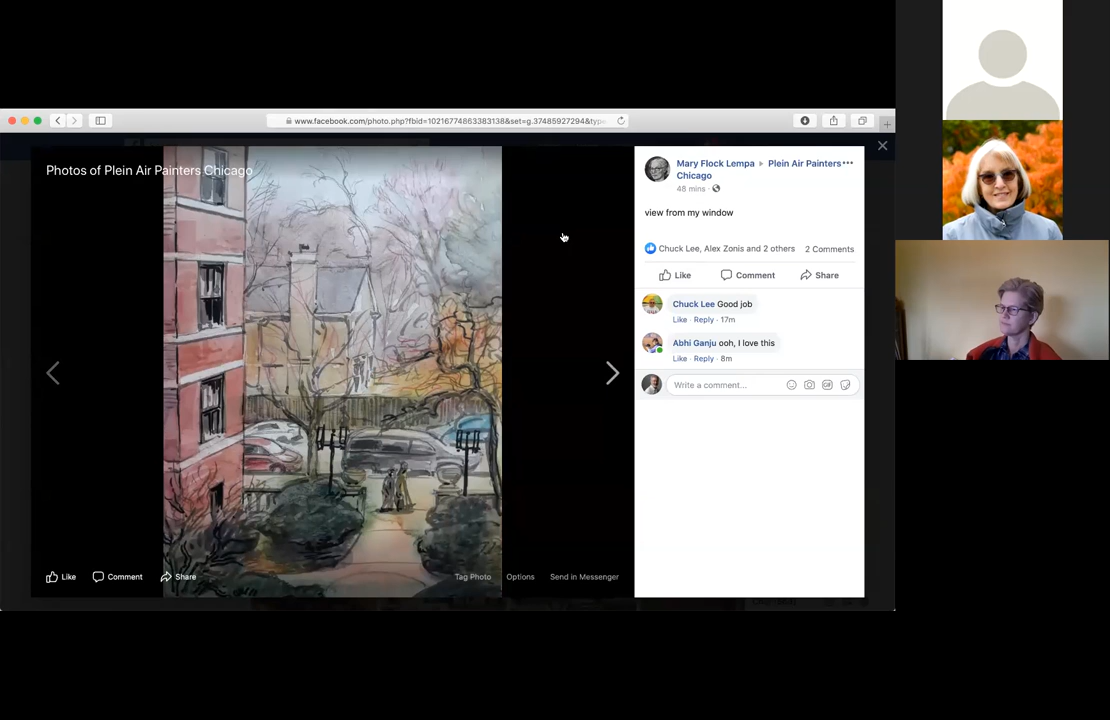 www.facebook.com/photo.php?fbid=10216774863383138&set=g.37485927294&typ
Photos of Plein Air Painters Chicago
Mary Flock Lempa ▸ Plein Air Painters
Chicago
48 mins
view from my window
Chuck Lee, Alex Zonis and 2 others 2 Comments
Like Comment Share
Chuck Lee Good job
Like · Reply · 17m
Abhi Ganju ooh, I love this
Like · Reply · 8m
Write a comment...
GIF
Like Comment Share Tag Photo Options Send in Messenger